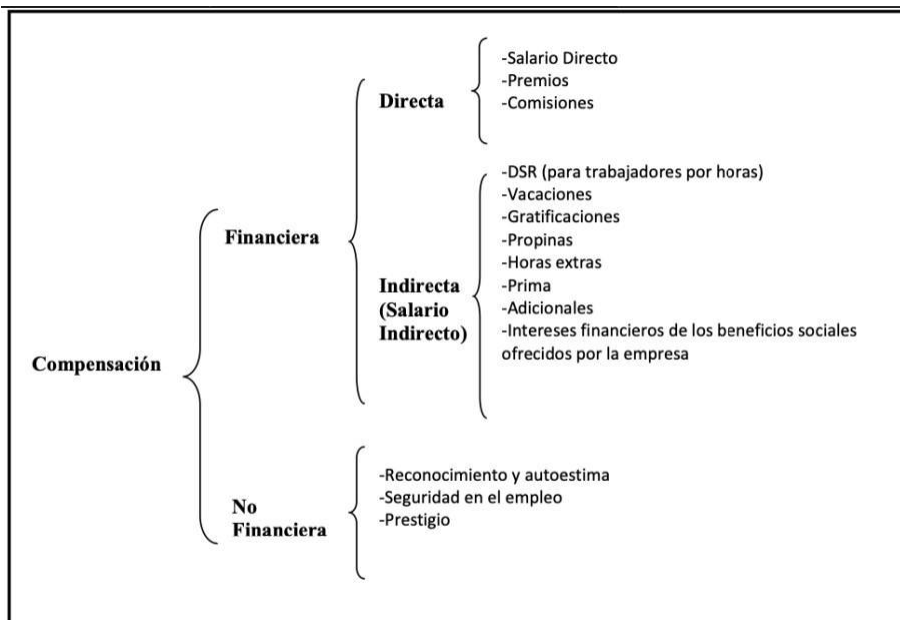 Compensación
Financiera
Directa
-Salario Directo
-Premios
-Comisiones
Indirecta
(Salario
Indirecto)
-DSR (para trabajadores por horas)
-Vacaciones
-Gratificaciones
-Propinas
-Horas extras
-Prima
-Adicionales
-Intereses financieros de los beneficios sociales
ofrecidos por la empresa
No
Financiera
-Reconocimiento y autoestima
-Seguridad en el empleo
-Prestigio